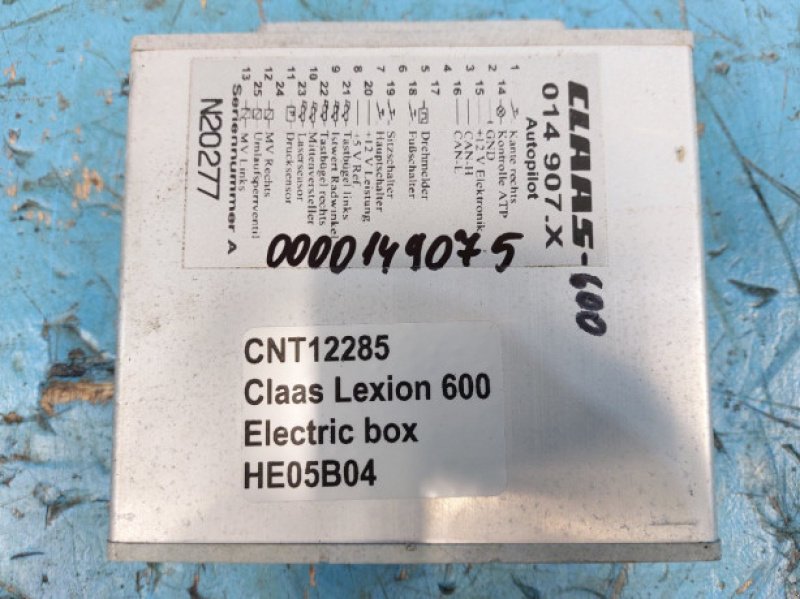 CLAAS-600
014 907.X
Autopilot
1 Kante rechts
14 Kontrolle ATP
2 GND
15 +12 V Elektronik
3 CAN-H
16 CAN-L
4
17
5 Drehmelder
18 Fußschalter
6
19 Sitzschalter
7 Hauptschalter
20 +12 V Leistung
8 +5 V Ref.
21 Tastbügel links
9 Istwert Radwinkel
22 Tastbügel rechts
10 Mittenversteller
23 Lasersensor
11 Drucksensor
24
12 MV Rechts
25 Umlaufsperrventil
13 MV Links
Seriennummer A
N20277
0000149075
CNT12285
Claas Lexion 600
Electric box
HE05B04